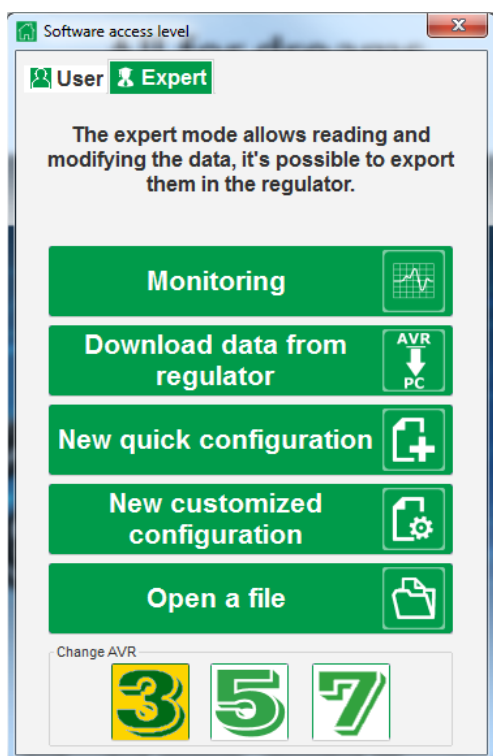 Software access level
User Expert
The expert mode allows reading and
modifying the data, it's possible to export
them in the regulator.
Monitoring
Download data from
regulator
AVR
PC
New quick configuration
New customized
configuration
Open a file
Change AVR
3 5 7